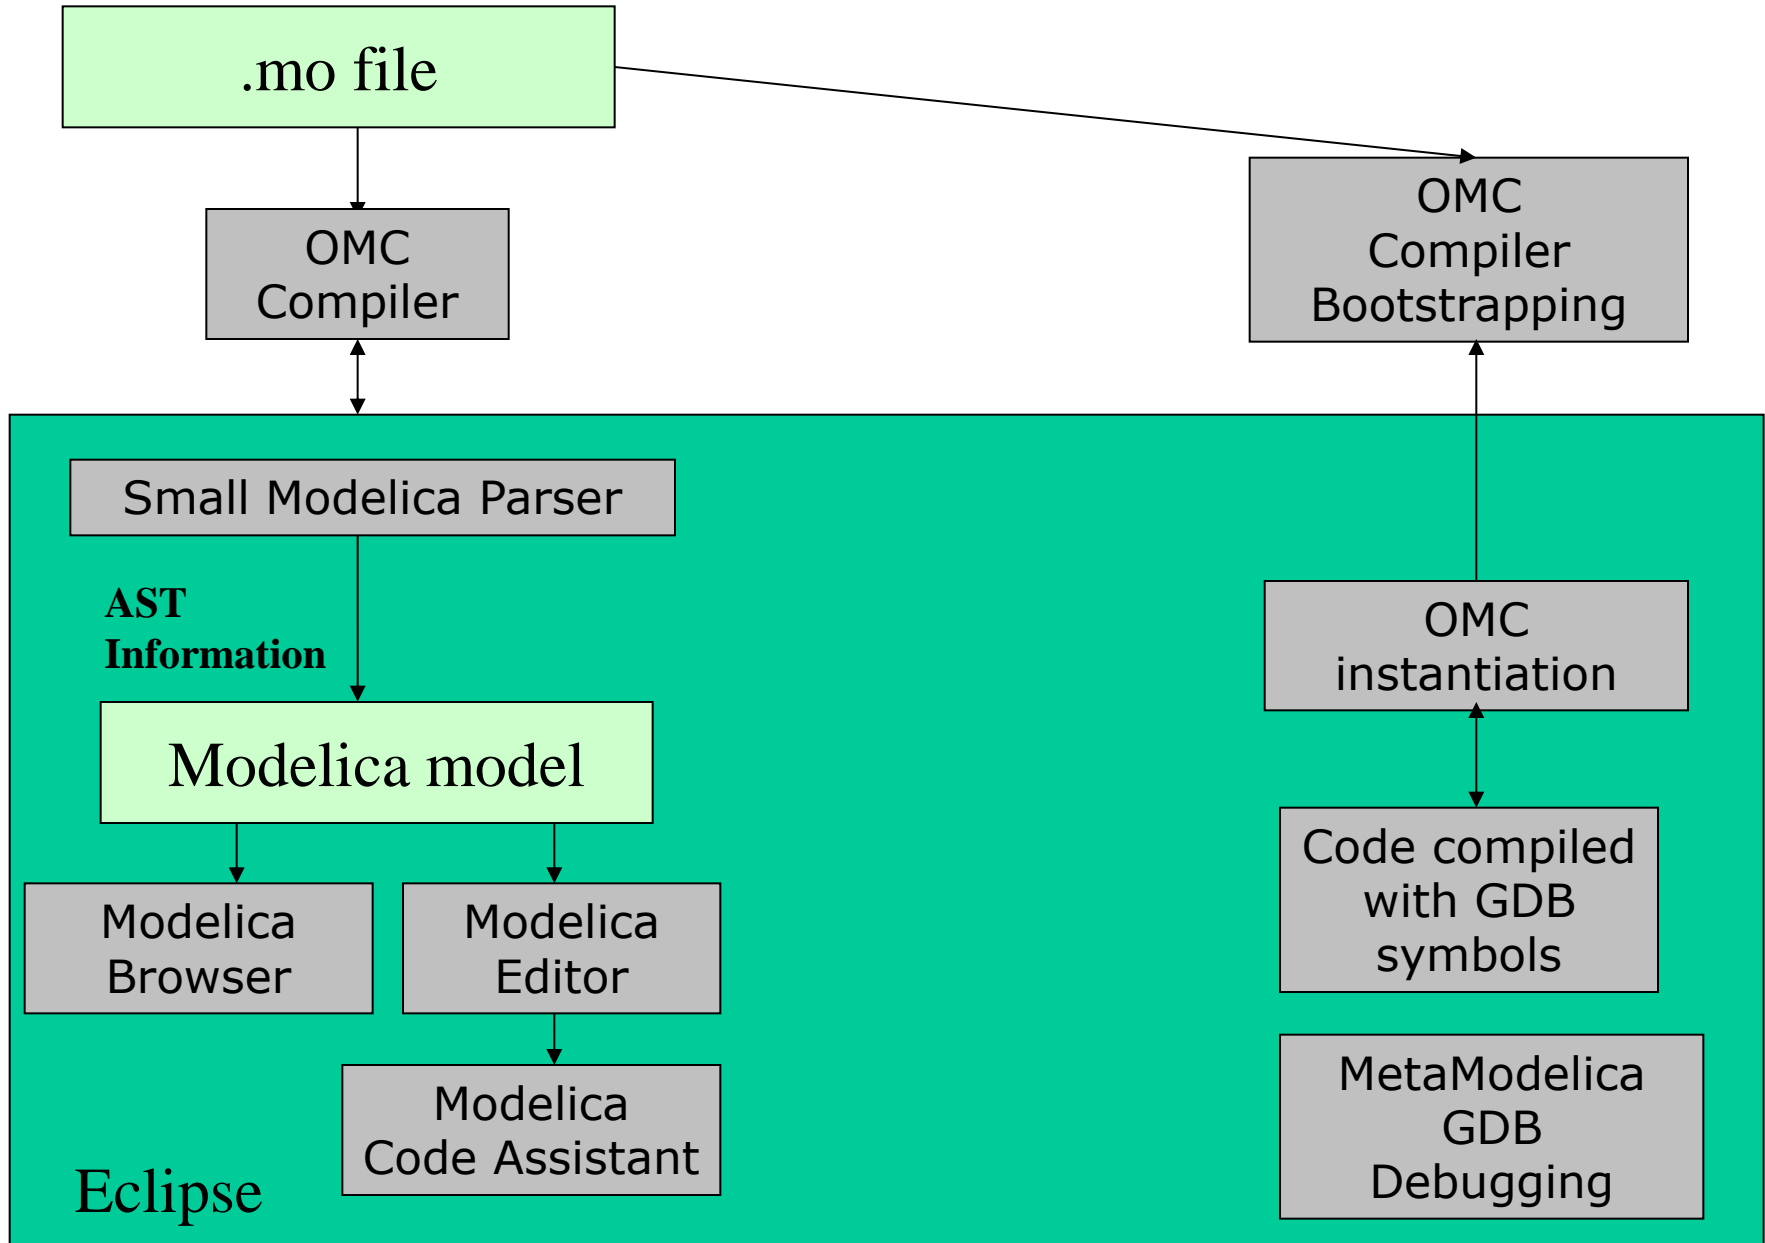 .mo file
OMC
Compiler
OMC
Compiler
Bootstrapping
Small Modelica Parser
AST
Information
Modelica model
Modelica
Browser
Modelica
Editor
Modelica
Code Assistant
Eclipse
OMC
instantiation
Code compiled
with GDB
symbols
MetaModelica
GDB
Debugging